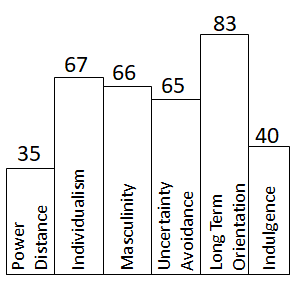 35
67
66
65
83
40
Power
Distance
Individualism
Masculinity
Uncertainty
Avoidance
Long Term
Orientation
Indulgence